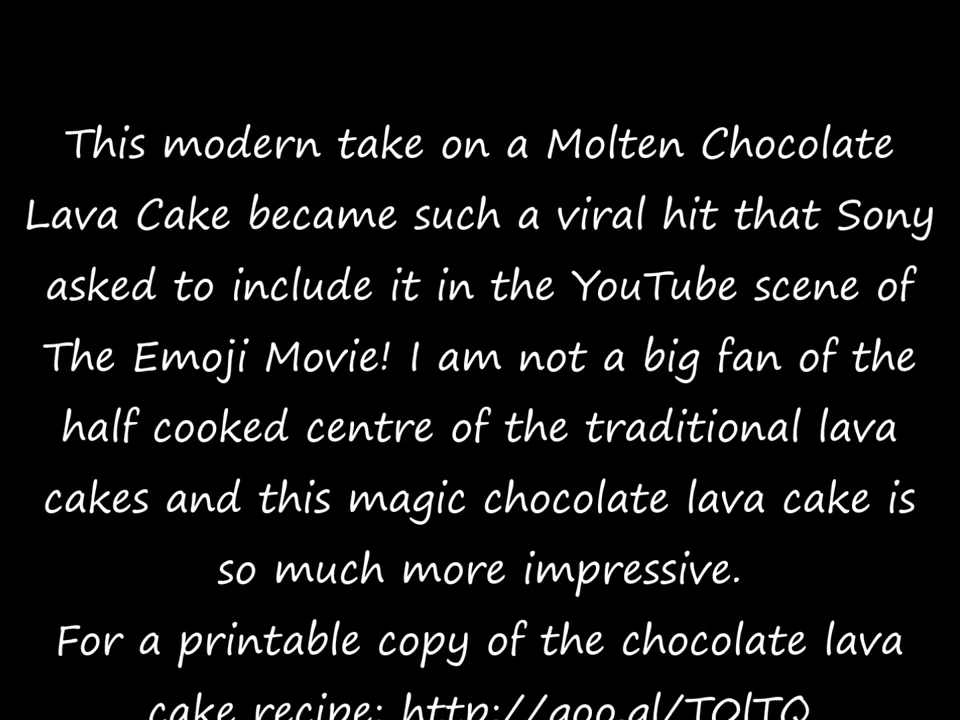 This modern take on a Molten Chocolate
Lava Cake became such a viral hit that Sony
asked to include it in the YouTube scene of
The Emoji Movie! I am not a big fan of the
half cooked centre of the traditional lava
cakes and this magic chocolate lava cake is
so much more impressive.
For a printable copy of the chocolate lava
cake recipe: